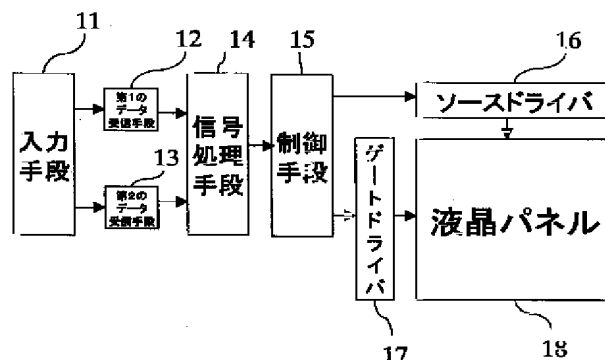 11
12
14
15
16
入力
手段
第1の
データ
受信手段
13
第2の
データ
受信手段
信号
処理
手段
制御
手段
ソースドライバ
ゲートドライバ
17
液晶パネル
18